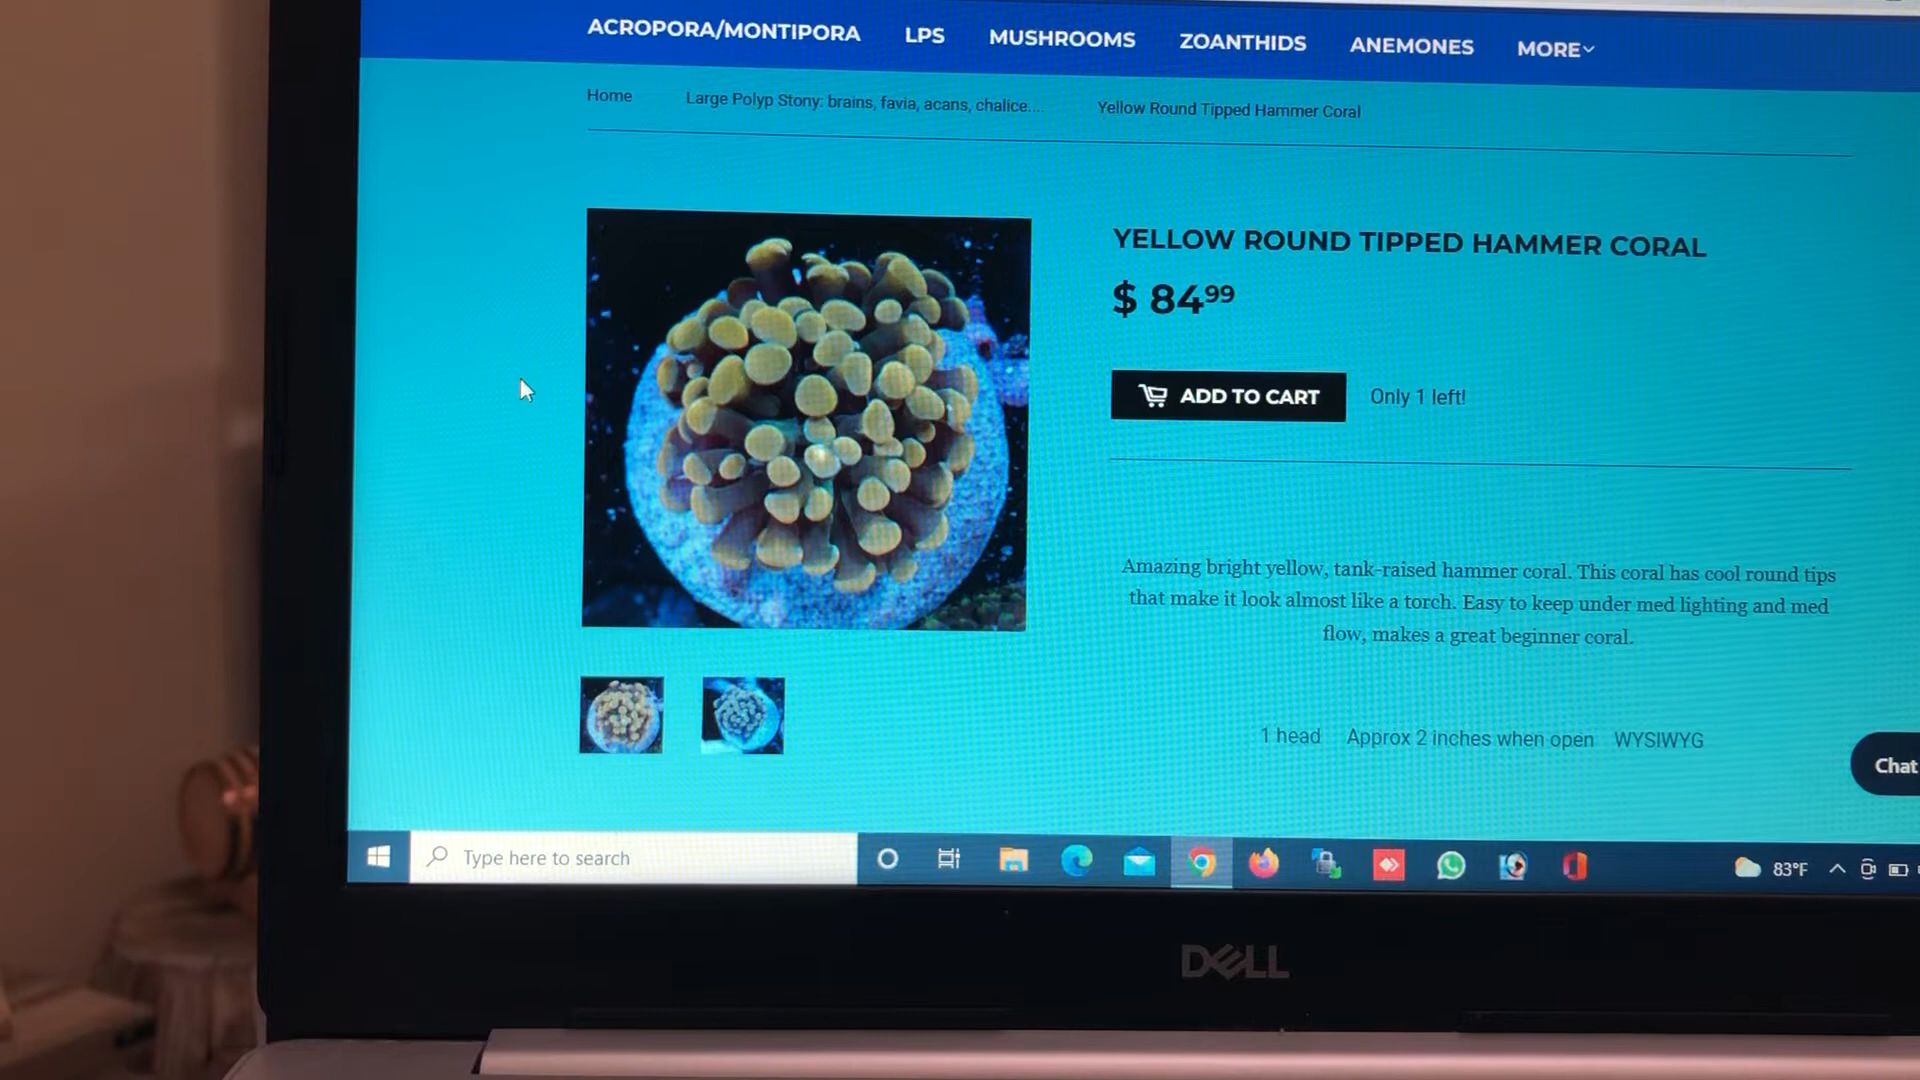 ACROPORA/MONTIPORA LPS MUSHROOMS ZOANTHIDS ANEMONES MORE
Home Large Polyp Stony: brains, favia, acans, chalice.... Yellow Round Tipped Hammer Coral
YELLOW ROUND TIPPED HAMMER CORAL
$ 84⁹⁹
ADD TO CART Only 1 left!
Amazing bright yellow, tank-raised hammer coral. This coral has cool round tips
that make it look almost like a torch. Easy to keep under med lighting and med
flow, makes a great beginner coral.
1 head Approx 2 inches when open WYSIWYG
Chat
Type here to search
83°F
DELL